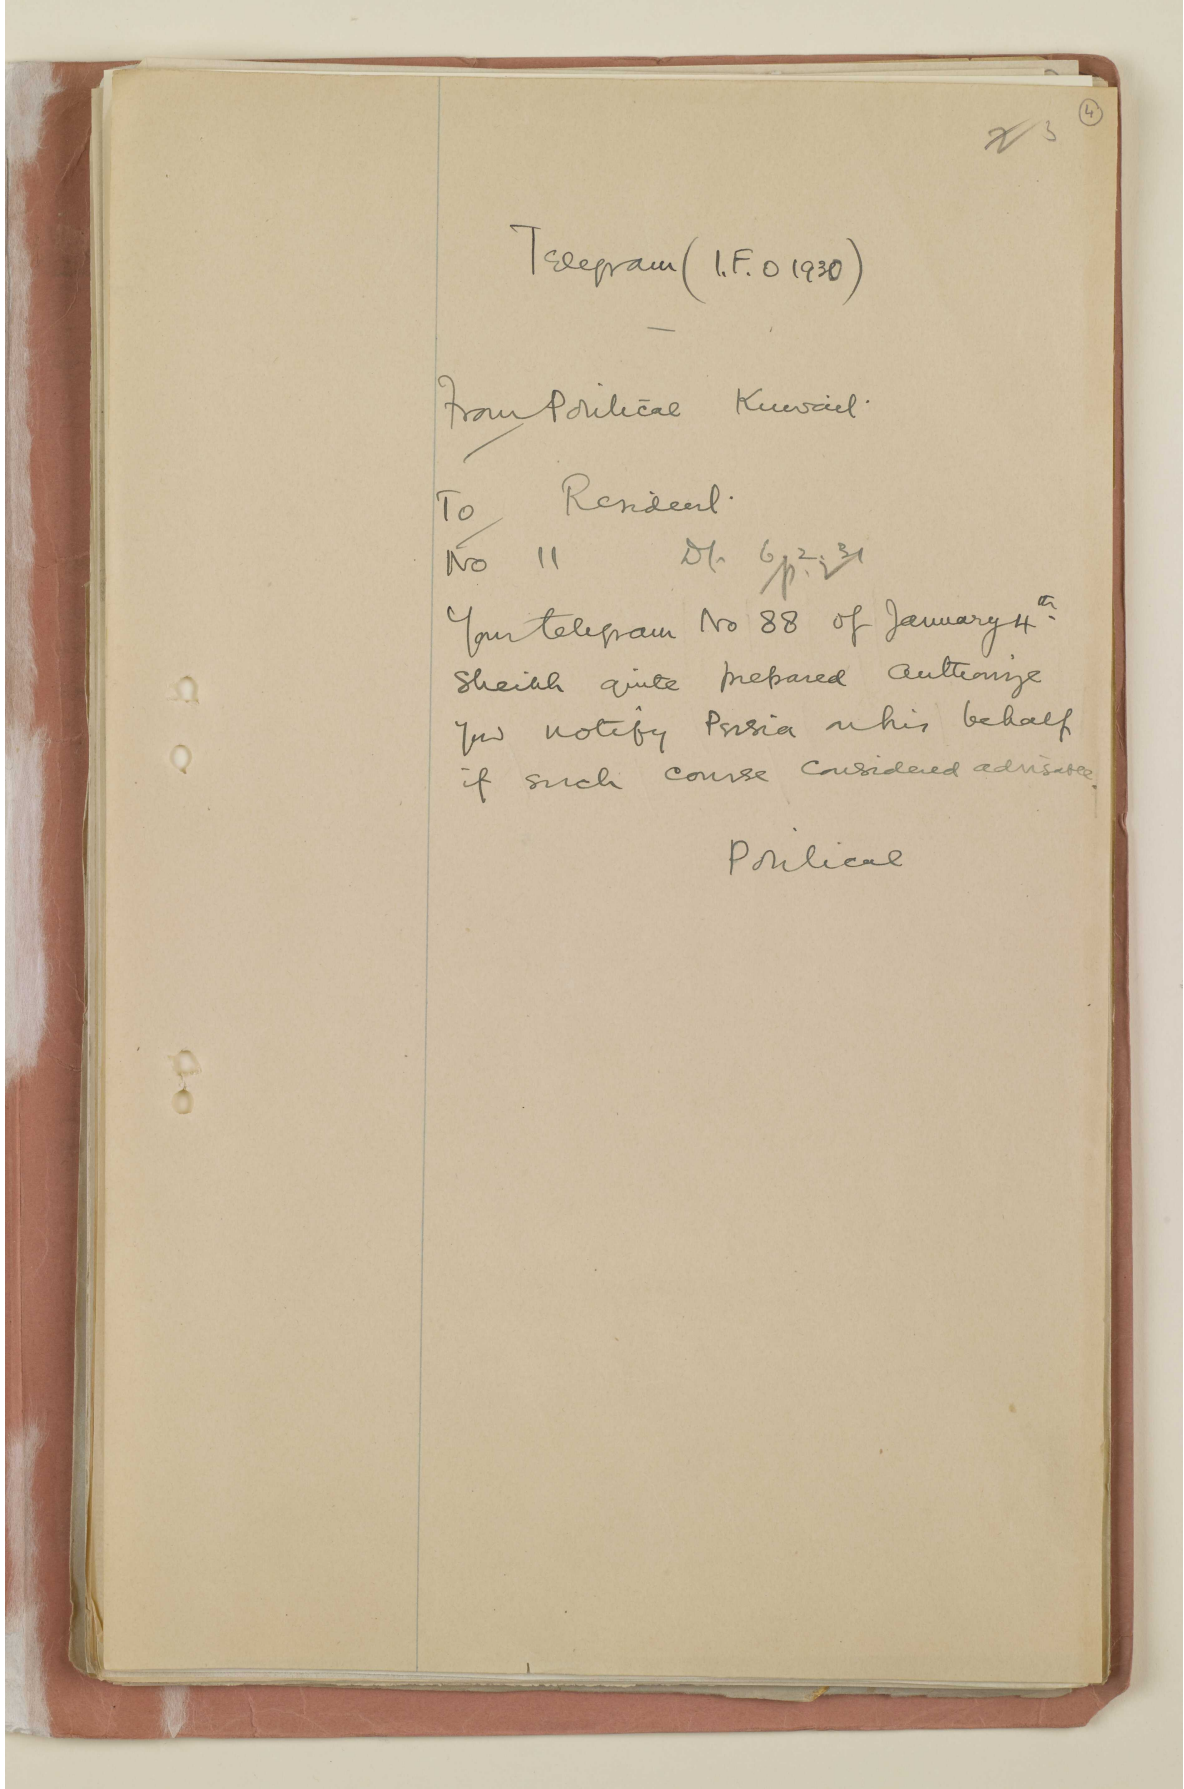 4
3
Telegram (I.F.O 1930)
From Political Kuwait.
To Resident.
No 11 Dt. 6.2.31
Your telegram No 88 of January 4th.
Sheikh quite prepared authorize
you notify Persia on his behalf
if such course considered advisable.
Political